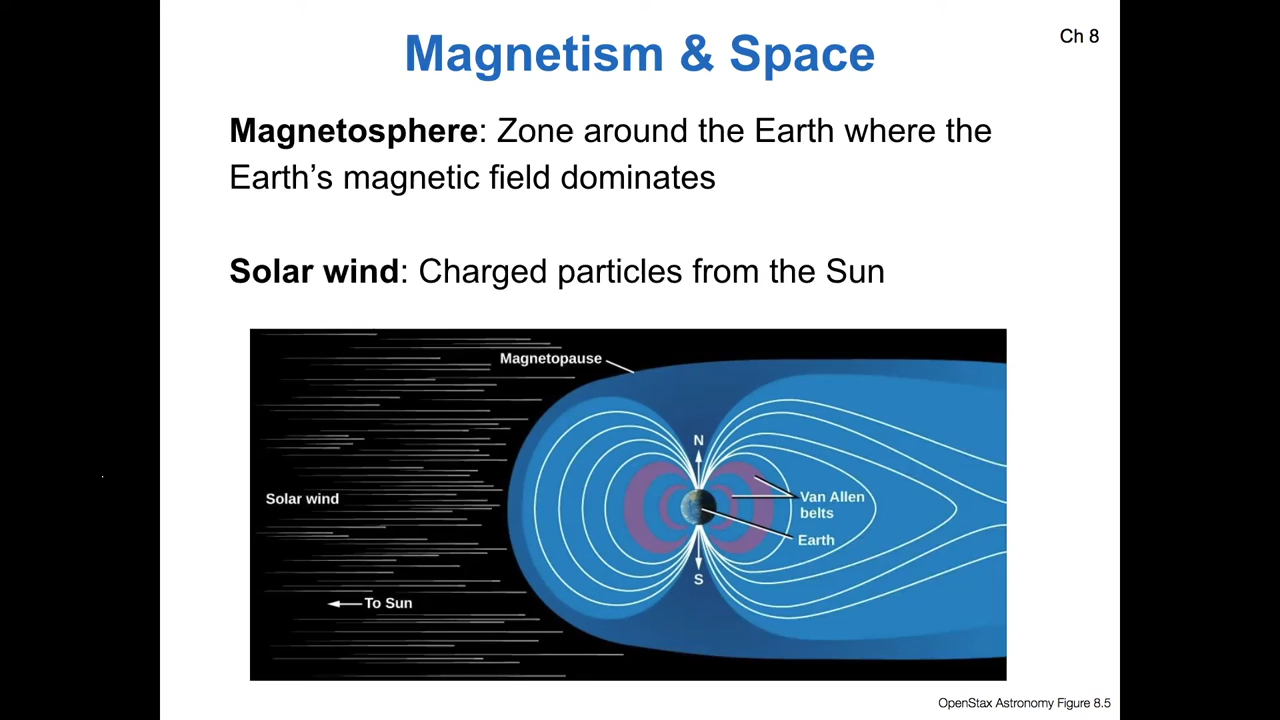 Magnetism & Space
Ch 8
Magnetosphere: Zone around the Earth where the
Earth’s magnetic field dominates
Solar wind: Charged particles from the Sun
Magnetopause
N
Solar wind
Van Allen
belts
Earth
S
To Sun
OpenStax Astronomy Figure 8.5